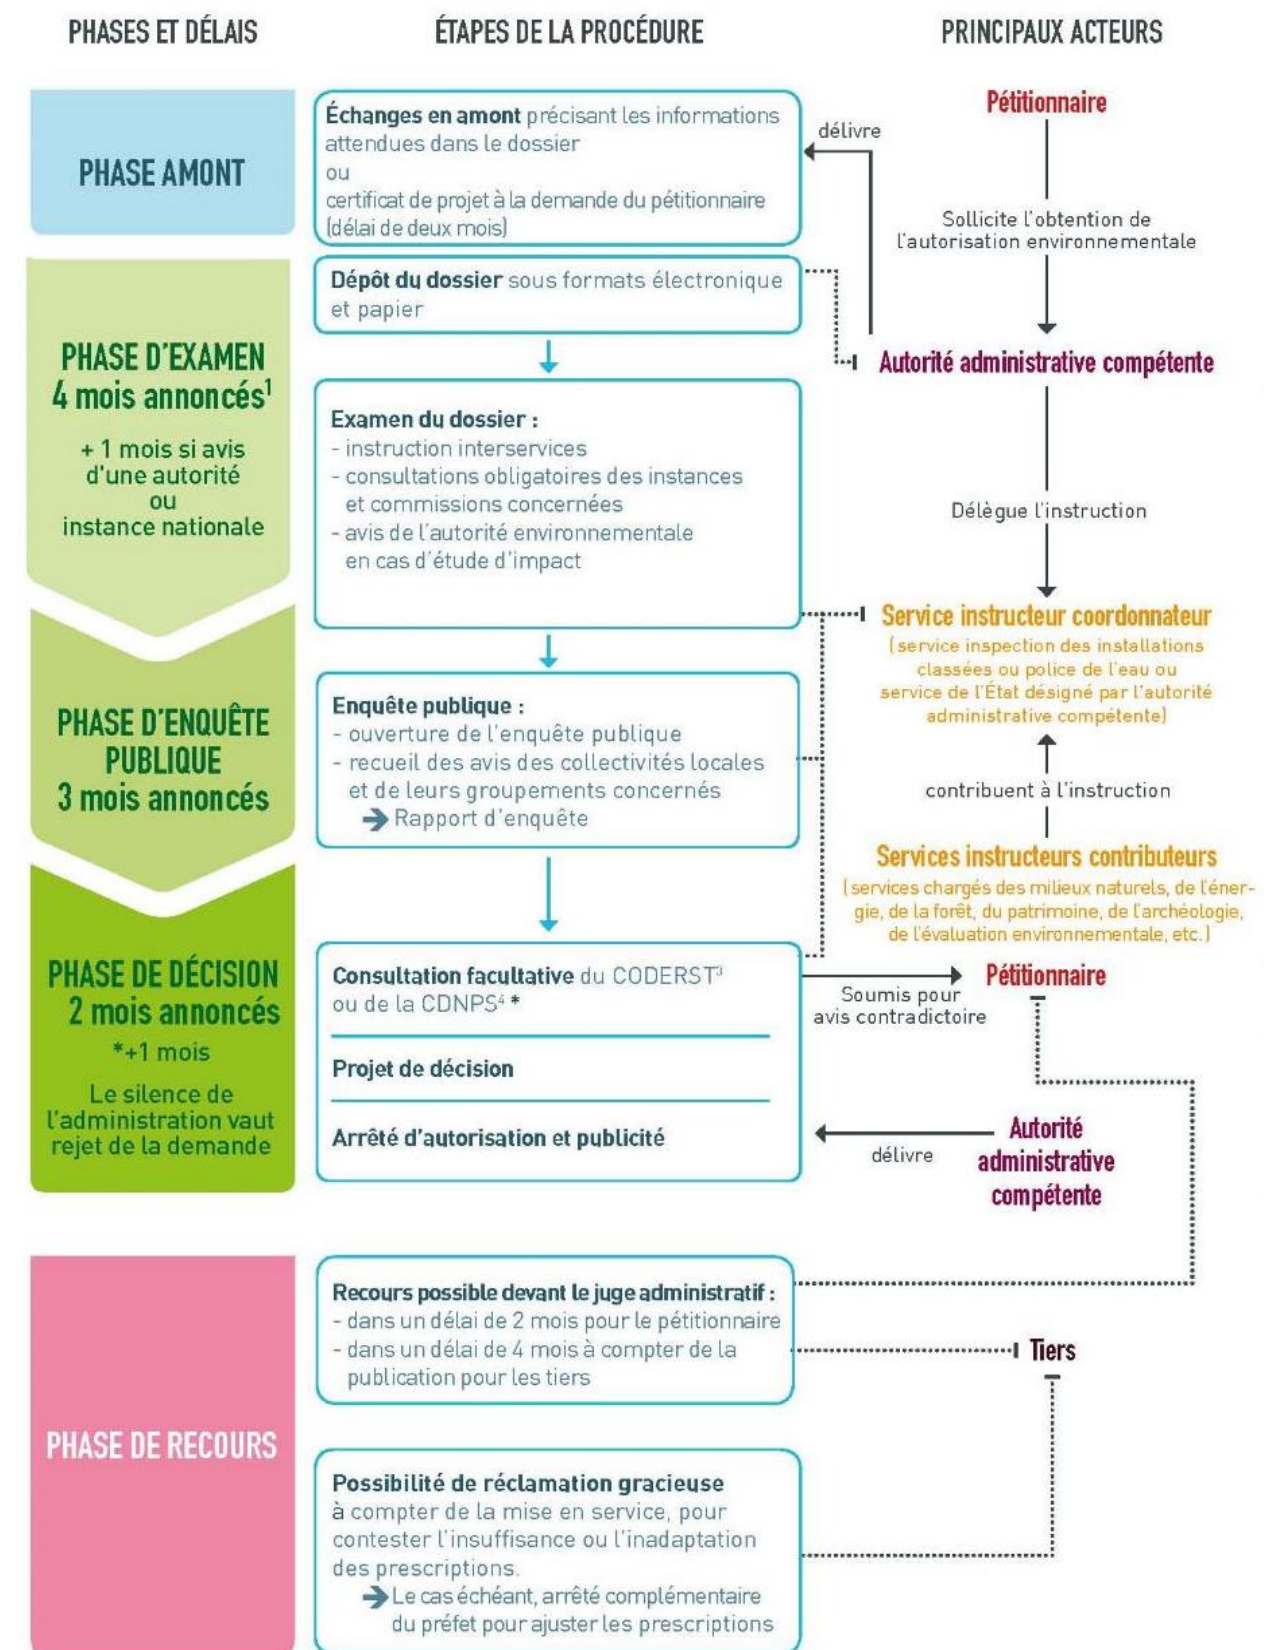 PHASES ET DÉLAIS
ÉTAPES DE LA PROCÉDURE
PRINCIPAUX ACTEURS
PHASE AMONT
Échanges en amont précisant les informations
attendues dans le dossier
ou
certificat de projet à la demande du pétitionnaire
(délai de deux mois)
délivre
Pétitionnaire
Sollicite l'obtention de
l'autorisation environnementale
PHASE D'EXAMEN
4 mois annoncés¹
+ 1 mois si avis
d'une autorité
ou
instance nationale
Dépôt du dossier sous formats électronique
et papier
Autorité administrative compétente
Examen du dossier :
- instruction interservices
- consultations obligatoires des instances
et commissions concernées
- avis de l'autorité environnementale
en cas d'étude d'impact
Délègue l'instruction
Service instructeur coordonnateur
(service inspection des installations
classées ou police de l'eau ou
service de l'État désigné par l'autorité
administrative compétente)
PHASE D'ENQUÊTE
PUBLIQUE
3 mois annoncés
Enquête publique :
- ouverture de l'enquête publique
- recueil des avis des collectivités locales
et de leurs groupements concernés
➔ Rapport d'enquête
contribuent à l'instruction
Services instructeurs contributeurs
(services chargés des milieux naturels, de l'éner-
gie, de la forêt, du patrimoine, de l'archéologie,
de l'évaluation environnementale, etc.)
PHASE DE DÉCISION
2 mois annoncés
*+1 mois
Le silence de
l'administration vaut
rejet de la demande
Consultation facultative du CODERST³
ou de la CDNPS⁴ *
Projet de décision
Arrêté d'autorisation et publicité
Soumis pour
avis contradictoire
Pétitionnaire
délivre
Autorité
administrative
compétente
PHASE DE RECOURS
Recours possible devant le juge administratif :
- dans un délai de 2 mois pour le pétitionnaire
- dans un délai de 4 mois à compter de la
publication pour les tiers
Tiers
Possibilité de réclamation gracieuse
à compter de la mise en service, pour
contester l'insuffisance ou l'inadaptation
des prescriptions.
➔ Le cas échéant, arrêté complémentaire
du préfet pour ajuster les prescriptions